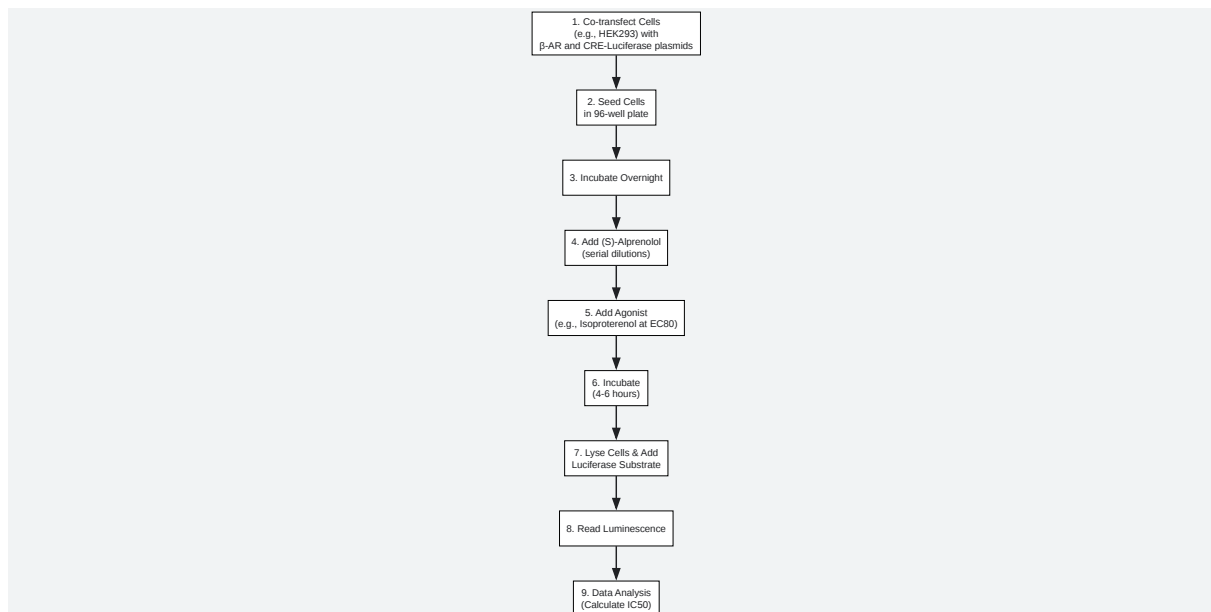 1. Co-transfect Cells
(e.g., HEK293) with
β-AR and CRE-Luciferase plasmids
2. Seed Cells
in 96-well plate
3. Incubate Overnight
4. Add (S)-Alprenolol
(serial dilutions)
5. Add Agonist
(e.g., Isoproterenol at EC80)
6. Incubate
(4-6 hours)
7. Lyse Cells & Add
Luciferase Substrate
8. Read Luminescence
9. Data Analysis
(Calculate IC50)